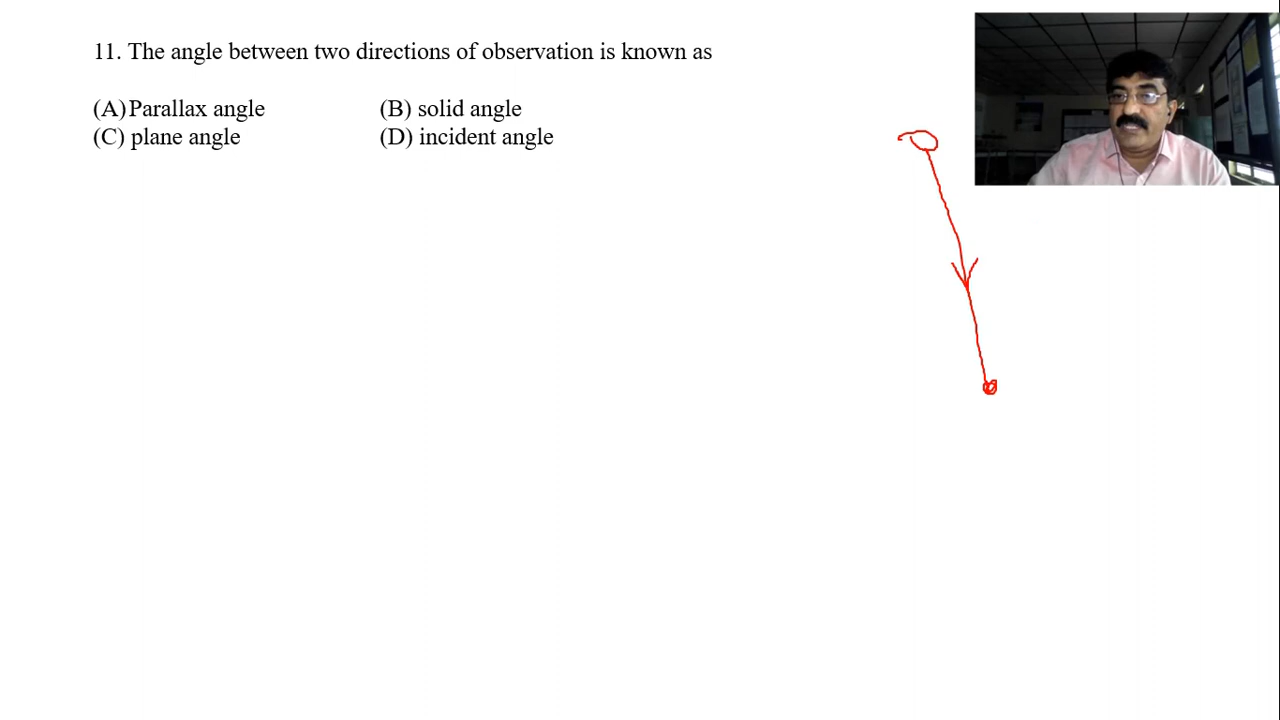 11. The angle between two directions of observation is known as
(A)Parallax angle (B) solid angle
(C) plane angle (D) incident angle